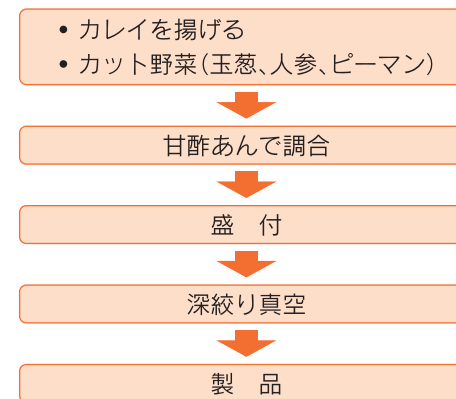 • カレイを揚げる
• カット野菜（玉葱、人参、ピーマン）
甘酢あんで調合
盛　付
深絞り真空
製　品